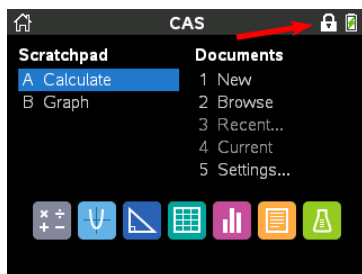 CAS
Scratchpad
A Calculate
B Graph
Documents
1 New
2 Browse
3 Recent...
4 Current
5 Settings...